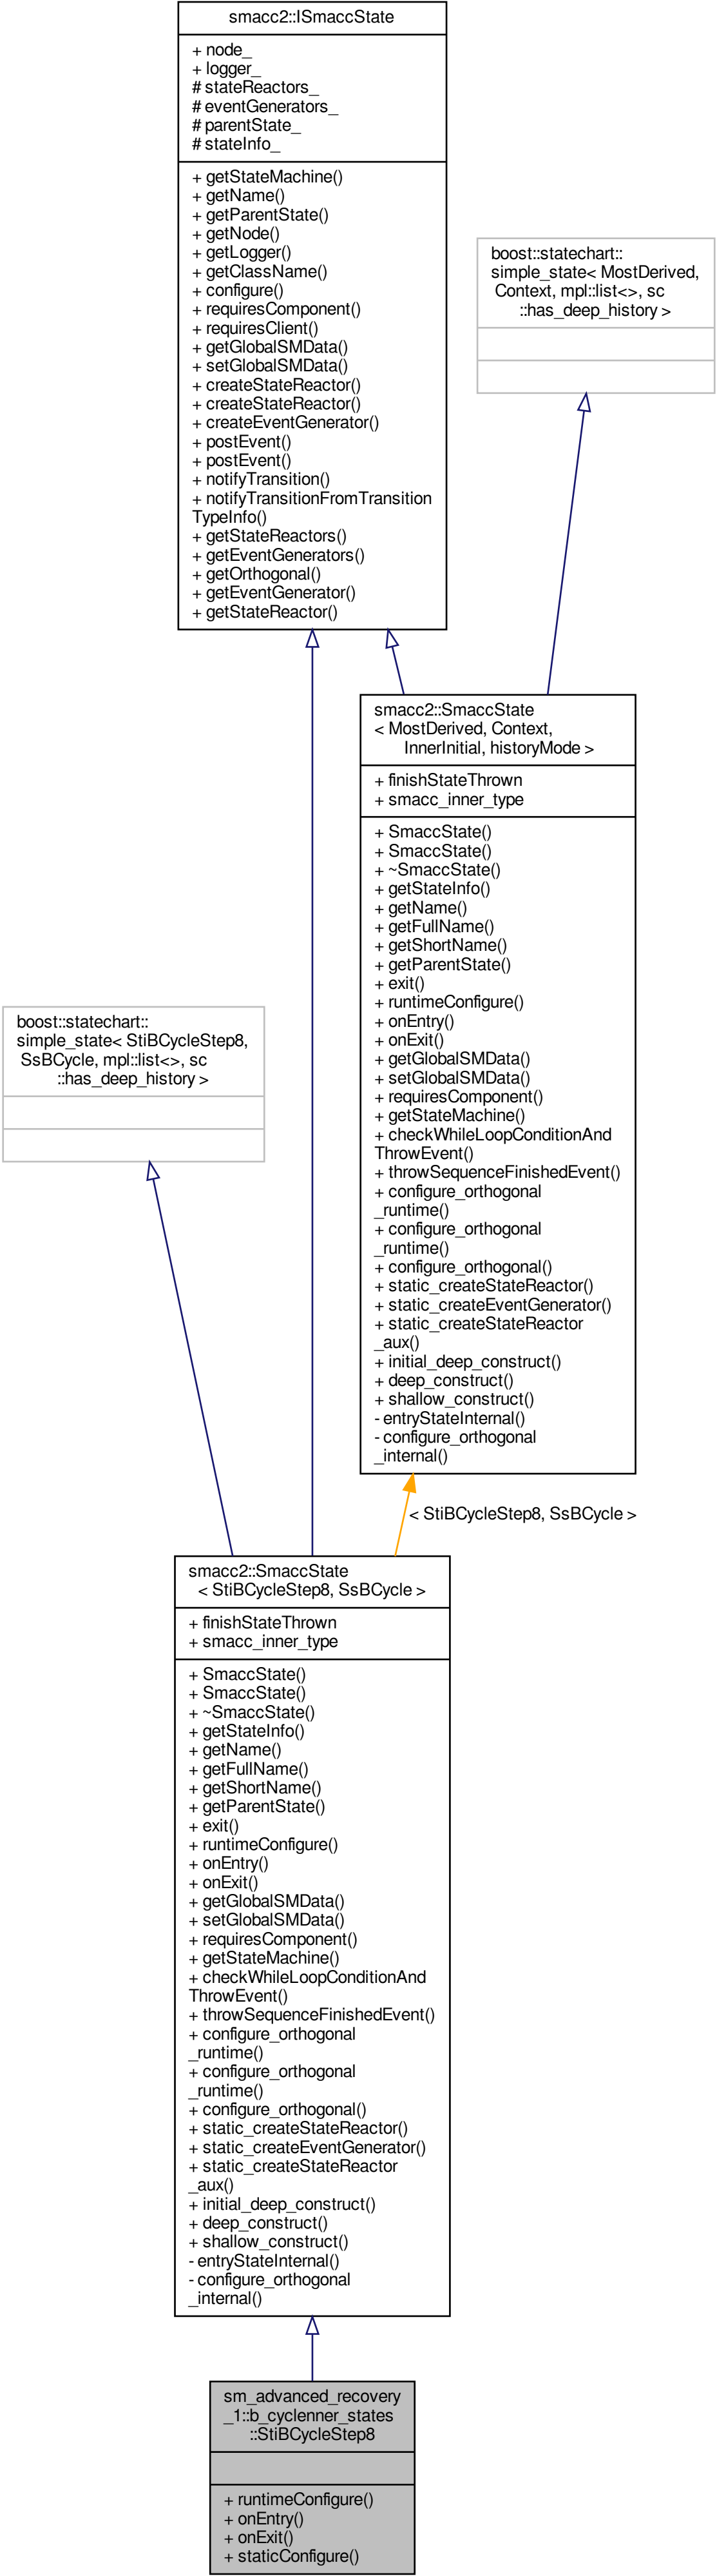 smacc2::ISmaccState
+ node_
+ logger_
# stateReactors_
# eventGenerators_
# parentState_
# stateInfo_
+ getStateMachine()
+ getName()
+ getParentState()
+ getNode()
+ getLogger()
+ getClassName()
+ configure()
+ requiresComponent()
+ requiresClient()
+ getGlobalSMData()
+ setGlobalSMData()
+ createStateReactor()
+ createStateReactor()
+ createEventGenerator()
+ postEvent()
+ postEvent()
+ notifyTransition()
+ notifyTransitionFromTransition
TypeInfo()
+ getStateReactors()
+ getEventGenerators()
+ getOrthogonal()
+ getEventGenerator()
+ getStateReactor()
boost::statechart::
simple_state< MostDerived,
Context, mpl::list<>, sc
::has_deep_history >
smacc2::SmaccState
< MostDerived, Context,
InnerInitial, historyMode >
+ finishStateThrown
+ smacc_inner_type
+ SmaccState()
+ SmaccState()
+ ~SmaccState()
+ getStateInfo()
+ getName()
+ getFullName()
+ getShortName()
+ getParentState()
+ exit()
+ runtimeConfigure()
+ onEntry()
+ onExit()
+ getGlobalSMData()
+ setGlobalSMData()
+ requiresComponent()
+ getStateMachine()
+ checkWhileLoopConditionAnd
ThrowEvent()
+ throwSequenceFinishedEvent()
+ configure_orthogonal
_runtime()
+ configure_orthogonal
_runtime()
+ configure_orthogonal()
+ static_createStateReactor()
+ static_createEventGenerator()
+ static_createStateReactor
_aux()
+ initial_deep_construct()
+ deep_construct()
+ shallow_construct()
- entryStateInternal()
- configure_orthogonal
_internal()
boost::statechart::
simple_state< StiBCycleStep8,
SsBCycle, mpl::list<>, sc
::has_deep_history >
< StiBCycleStep8, SsBCycle >
smacc2::SmaccState
< StiBCycleStep8, SsBCycle >
+ finishStateThrown
+ smacc_inner_type
+ SmaccState()
+ SmaccState()
+ ~SmaccState()
+ getStateInfo()
+ getName()
+ getFullName()
+ getShortName()
+ getParentState()
+ exit()
+ runtimeConfigure()
+ onEntry()
+ onExit()
+ getGlobalSMData()
+ setGlobalSMData()
+ requiresComponent()
+ getStateMachine()
+ checkWhileLoopConditionAnd
ThrowEvent()
+ throwSequenceFinishedEvent()
+ configure_orthogonal
_runtime()
+ configure_orthogonal
_runtime()
+ configure_orthogonal()
+ static_createStateReactor()
+ static_createEventGenerator()
+ static_createStateReactor
_aux()
+ initial_deep_construct()
+ deep_construct()
+ shallow_construct()
- entryStateInternal()
- configure_orthogonal
_internal()
sm_advanced_recovery
_1::b_cyclenner_states
::StiBCycleStep8
+ runtimeConfigure()
+ onEntry()
+ onExit()
+ staticConfigure()